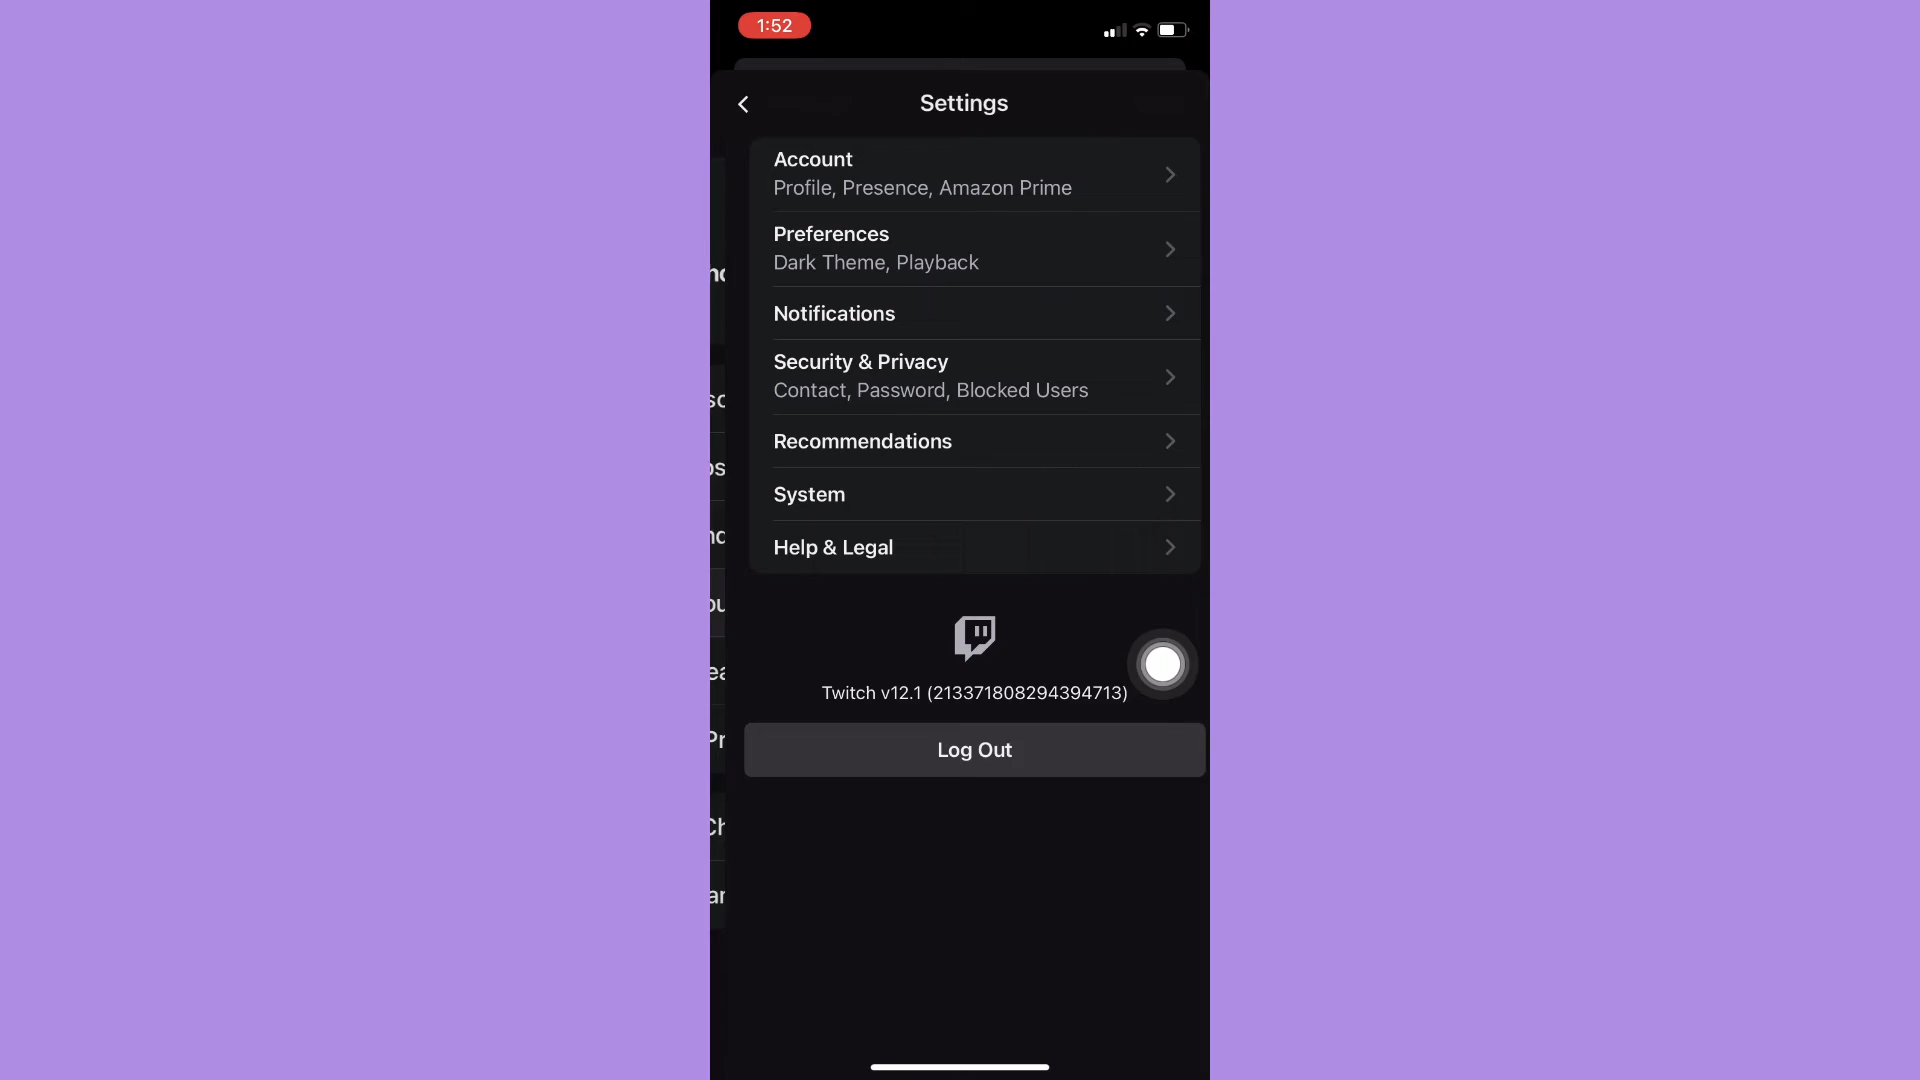 1:52
Settings
Account
Profile, Presence, Amazon Prime
Preferences
Dark Theme, Playback
Notifications
Security & Privacy
Contact, Password, Blocked Users
Recommendations
System
Help & Legal
Twitch v12.1 (213371808294394713)
Log Out